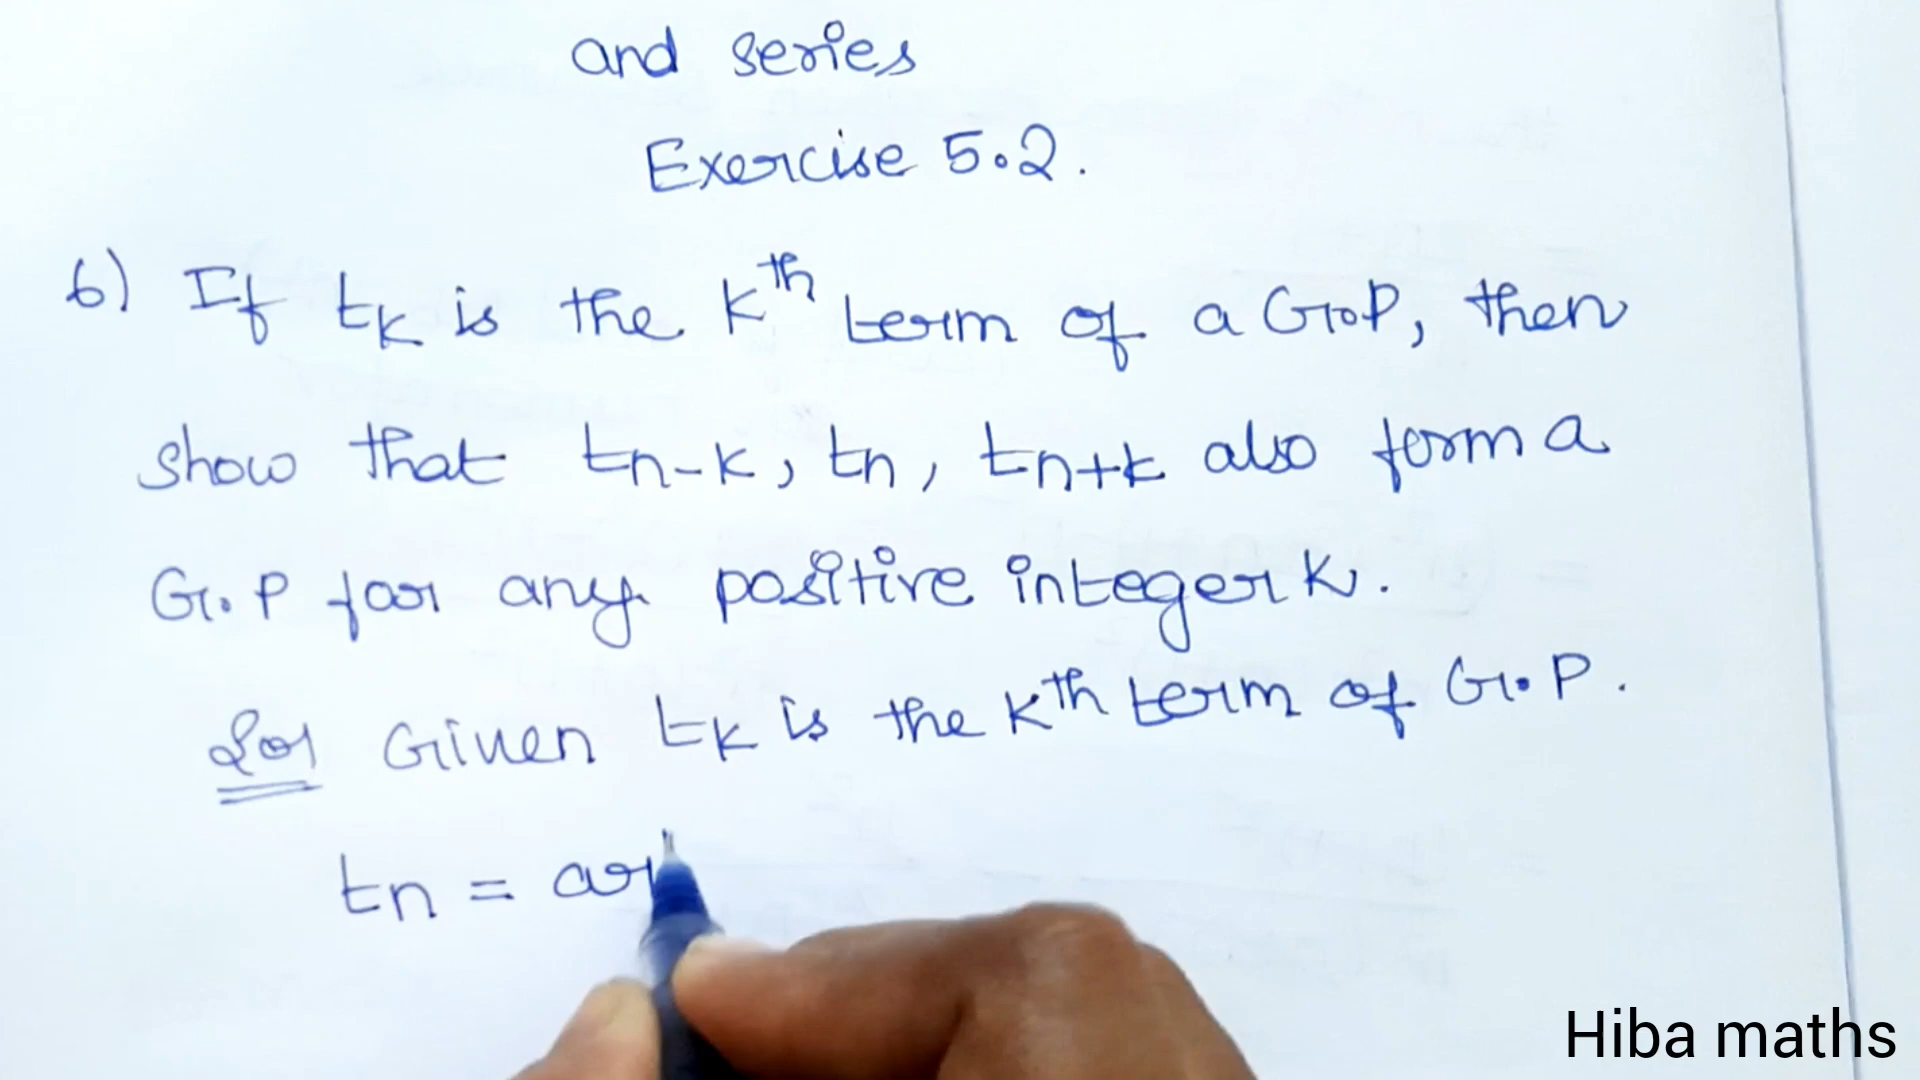 and series
Exercise 5.2.
6) If tk is the kth term of a G.P, then
show that tn-k, tn, tn+k also form a
G.P for any positive integer k.
Sol Given tk is the kth term of G.P.
tn = ar
Hiba maths